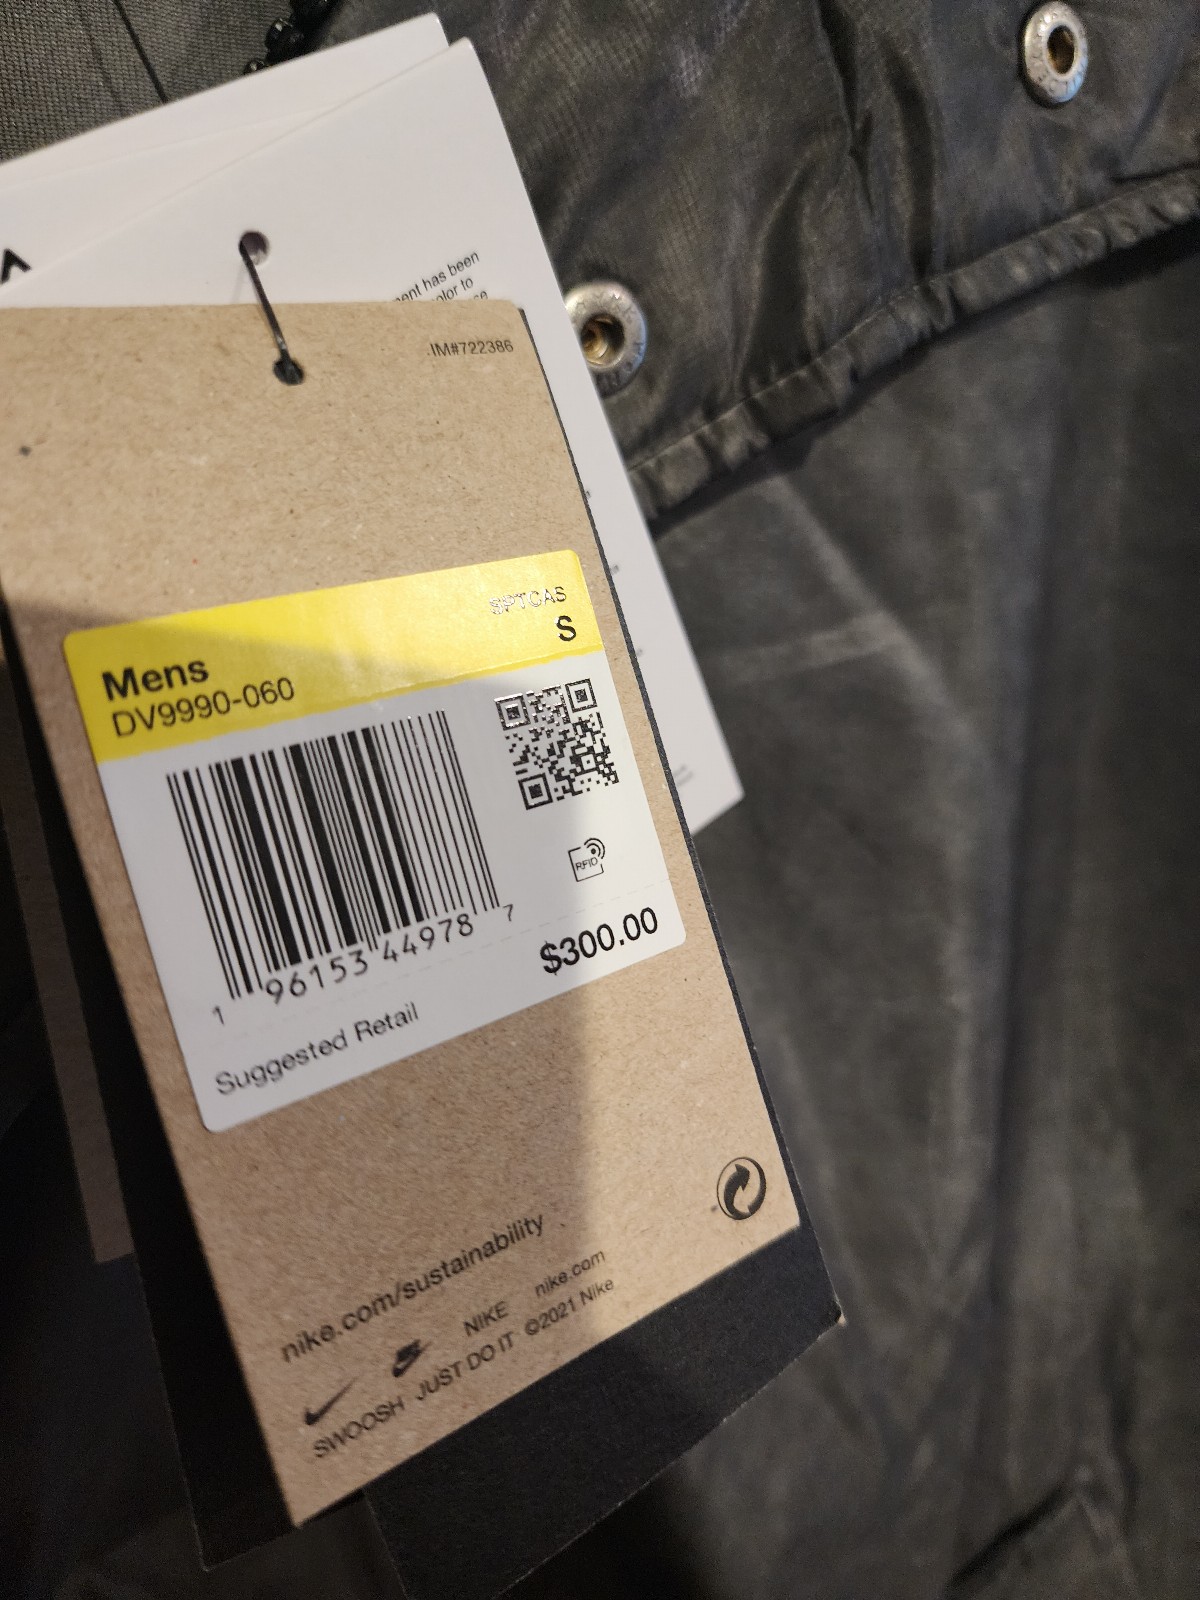 ent has been
olor to
IM#722386
SPTCAS
S
Mens
DV9990-060
RFID
1 96153 44978 7
$300.00
Suggested Retail
nike.com/sustainability
NIKE nike.com
SWOOSH JUST DO IT ©2021 Nike